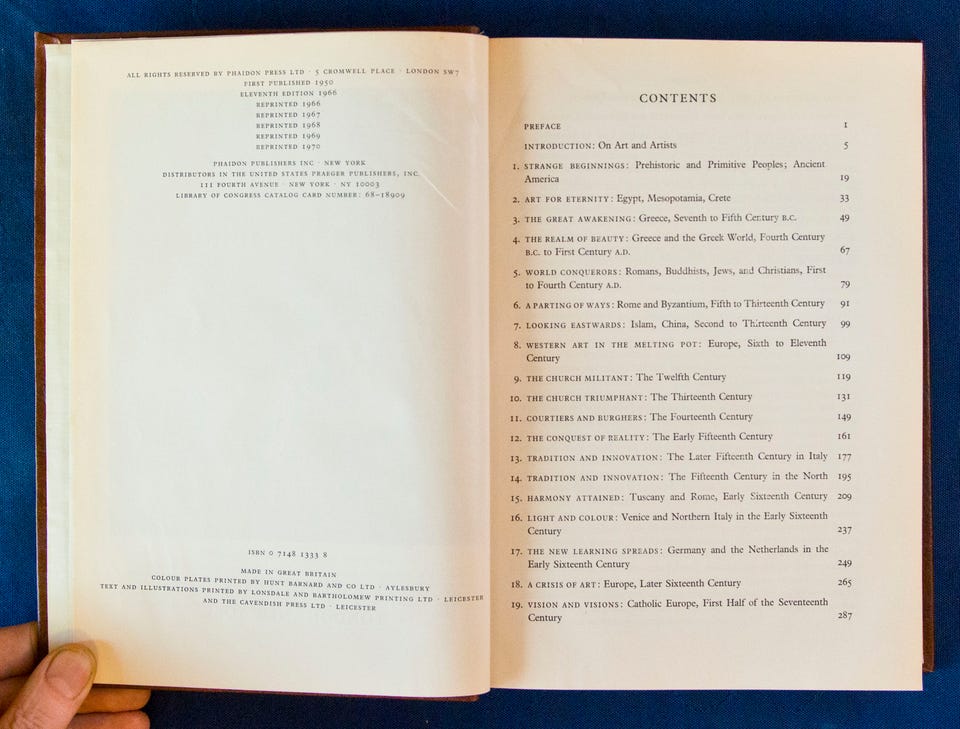 ALL RIGHTS RESERVED BY PHAIDON PRESS LTD · 5 CROMWELL PLACE · LONDON SW7
FIRST PUBLISHED 1950
ELEVENTH EDITION 1966
REPRINTED 1966
REPRINTED 1967
REPRINTED 1968
REPRINTED 1969
REPRINTED 1970
PHAIDON PUBLISHERS INC · NEW YORK
DISTRIBUTORS IN THE UNITED STATES PRAEGER PUBLISHERS, INC.
111 FOURTH AVENUE · NEW YORK · NY 10003
LIBRARY OF CONGRESS CATALOG CARD NUMBER: 68–18909
ISBN 0 7148 1333 8
MADE IN GREAT BRITAIN
COLOUR PLATES PRINTED BY HUNT BARNARD AND CO LTD · AYLESBURY
TEXT AND ILLUSTRATIONS PRINTED BY LONSDALE AND BARTHOLOMEW PRINTING LTD · LEICESTER
AND THE CAVENDISH PRESS LTD · LEICESTER
CONTENTS
PREFACE 1
INTRODUCTION: On Art and Artists 5
1. STRANGE BEGINNINGS: Prehistoric and Primitive Peoples; Ancient
America 19
2. ART FOR ETERNITY: Egypt, Mesopotamia, Crete 33
3. THE GREAT AWAKENING: Greece, Seventh to Fifth Century B.C. 49
4. THE REALM OF BEAUTY: Greece and the Greek World, Fourth Century
B.C. to First Century A.D. 67
5. WORLD CONQUERORS: Romans, Buddhists, Jews, and Christians, First
to Fourth Century A.D. 79
6. A PARTING OF WAYS: Rome and Byzantium, Fifth to Thirteenth Century 91
7. LOOKING EASTWARDS: Islam, China, Second to Thirteenth Century 99
8. WESTERN ART IN THE MELTING POT: Europe, Sixth to Eleventh
Century 109
9. THE CHURCH MILITANT: The Twelfth Century 119
10. THE CHURCH TRIUMPHANT: The Thirteenth Century 131
11. COURTIERS AND BURGHERS: The Fourteenth Century 149
12. THE CONQUEST OF REALITY: The Early Fifteenth Century 161
13. TRADITION AND INNOVATION: The Later Fifteenth Century in Italy 177
14. TRADITION AND INNOVATION: The Fifteenth Century in the North 195
15. HARMONY ATTAINED: Tuscany and Rome, Early Sixteenth Century 209
16. LIGHT AND COLOUR: Venice and Northern Italy in the Early Sixteenth
Century 237
17. THE NEW LEARNING SPREADS: Germany and the Netherlands in the
Early Sixteenth Century 249
18. A CRISIS OF ART: Europe, Later Sixteenth Century 265
19. VISION AND VISIONS: Catholic Europe, First Half of the Seventeenth
Century 287